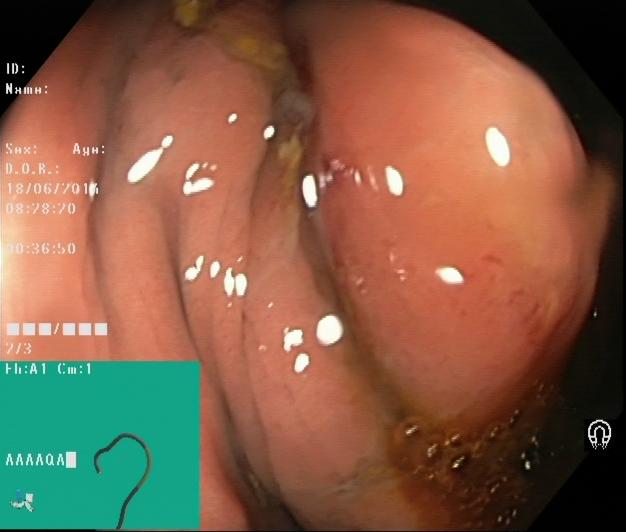 ID:
Name:
Sex: Age:
D.O.B.:
18/06/2014
08:28:20
00:36:50
/
2/3
Eh:A1 Cm:1
AAAAQA